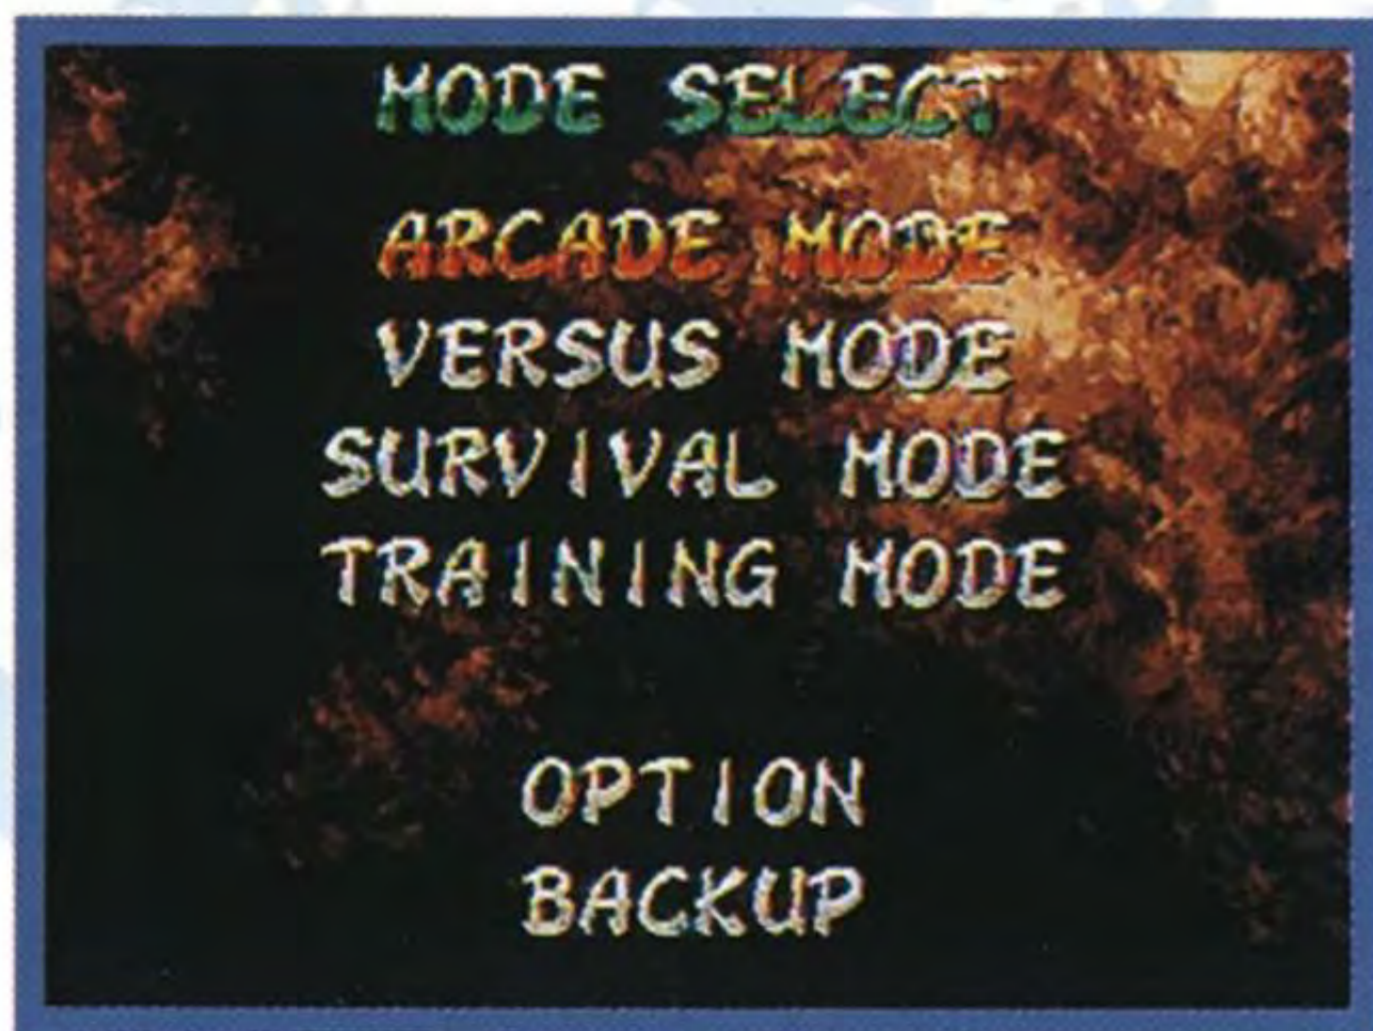 MODE SELECT
ARCADE MODE
VERSUS MODE
SURVIVAL MODE
TRAINING MODE
OPTION
BACKUP